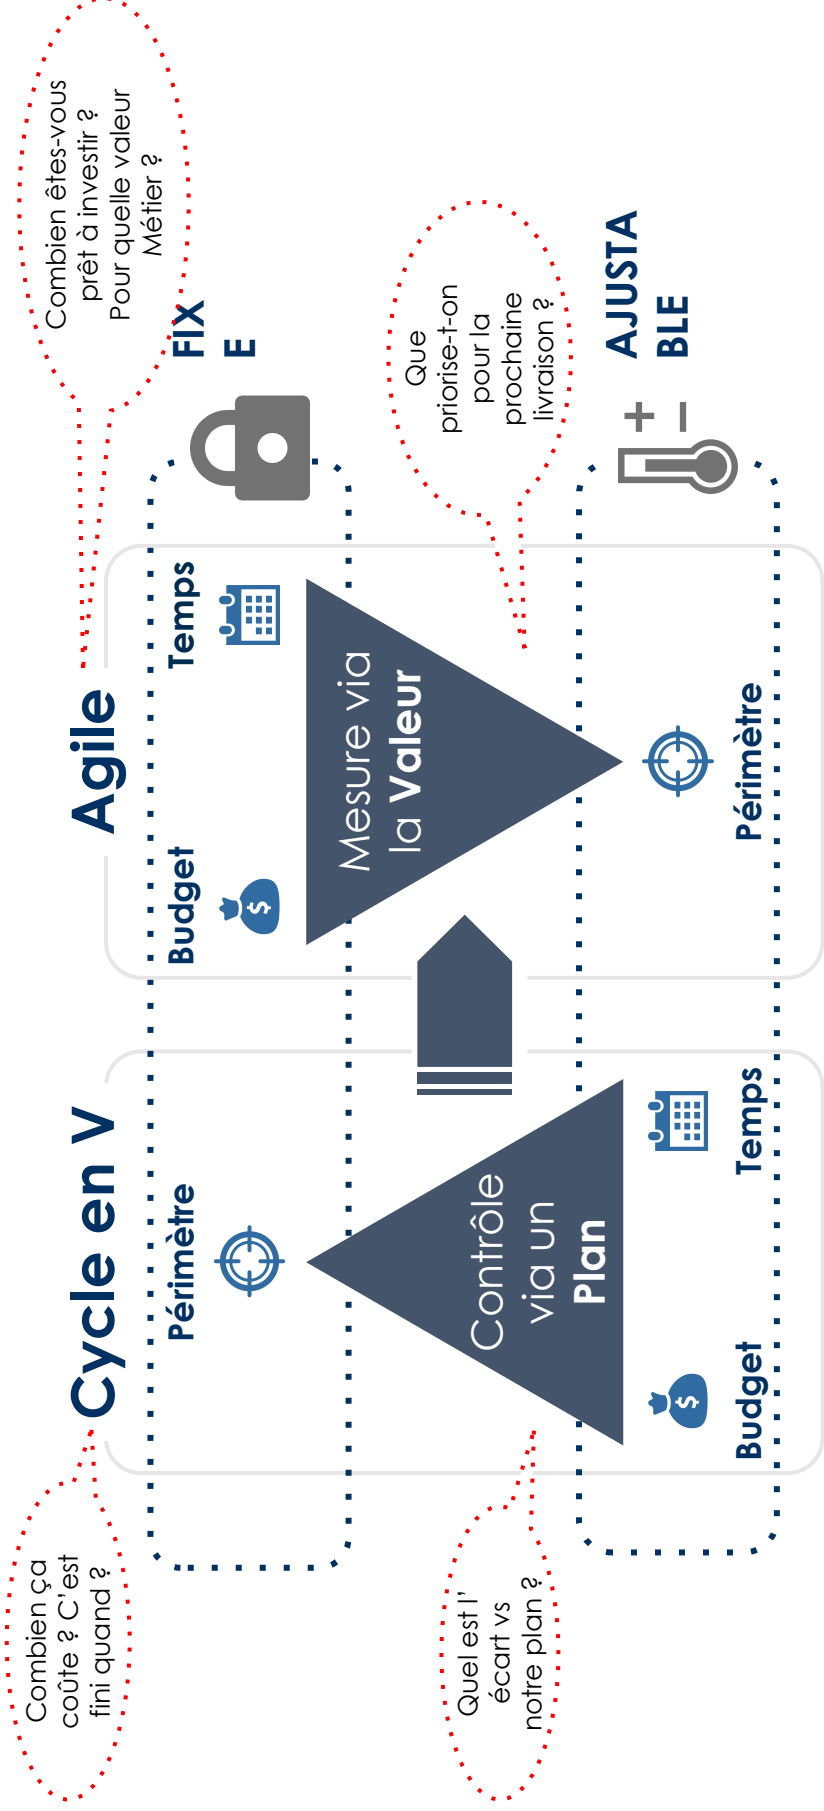 Combien ça
coûte ? C'est
fini quand ?
Cycle en V
Agile
Combien êtes-vous
prêt à investir ?
Pour quelle valeur
Métier ?
Périmètre
Budget
Temps
FIX
E
Quel est l'
écart vs
notre plan ?
Contrôle
via un
Plan
Mesure via
la Valeur
Que
priorise-t-on
pour la
prochaine
livraison ?
Budget
Temps
Périmètre
AJUSTA
BLE